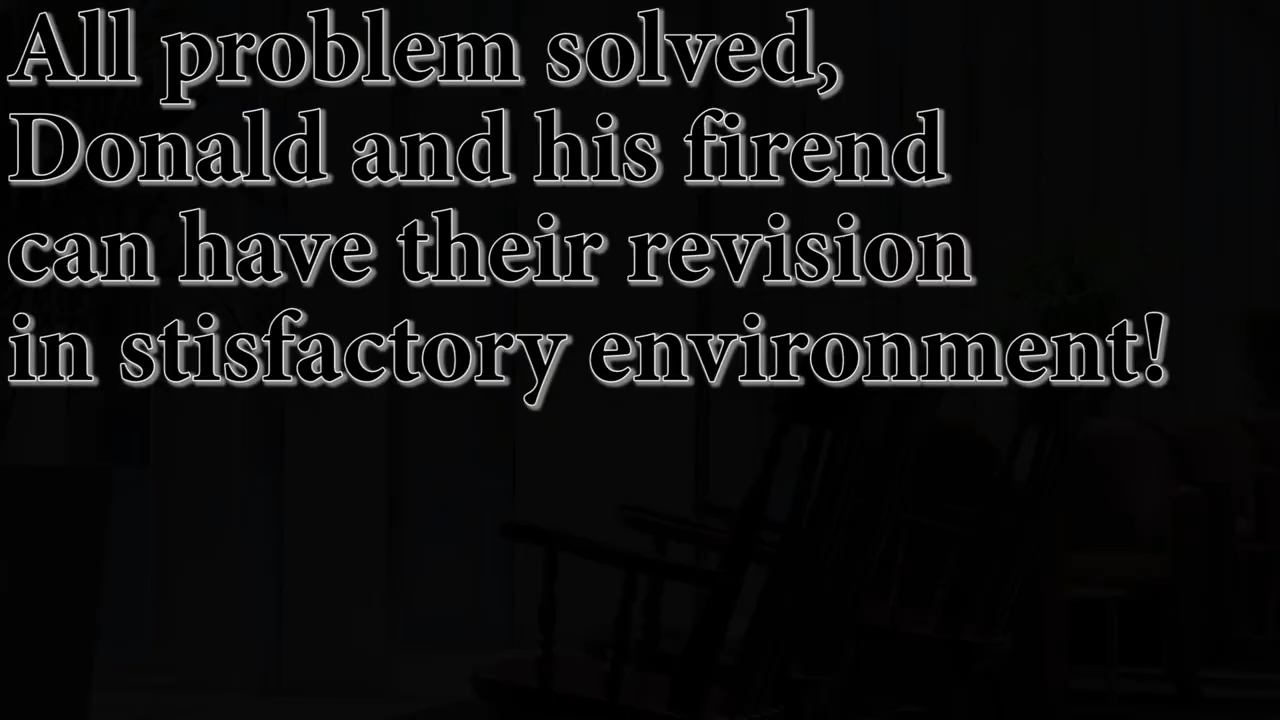 All problem solved,
Donald and his firend
can have their revision
in stisfactory environment!